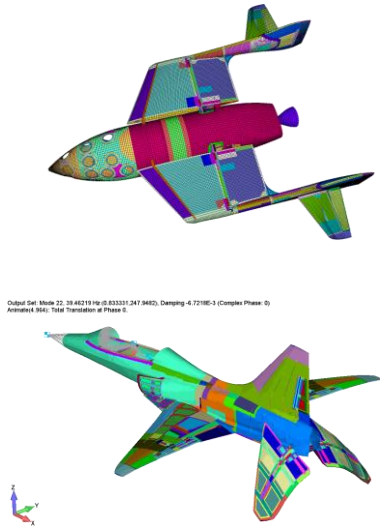 Output Set: Mode 22, 39.46219 Hz (0.833331,247.9482), Damping -6.7218E-3 (Complex Phase: 0)
Animate(4.964): Total Translation at Phase 0.
Z
Y
X